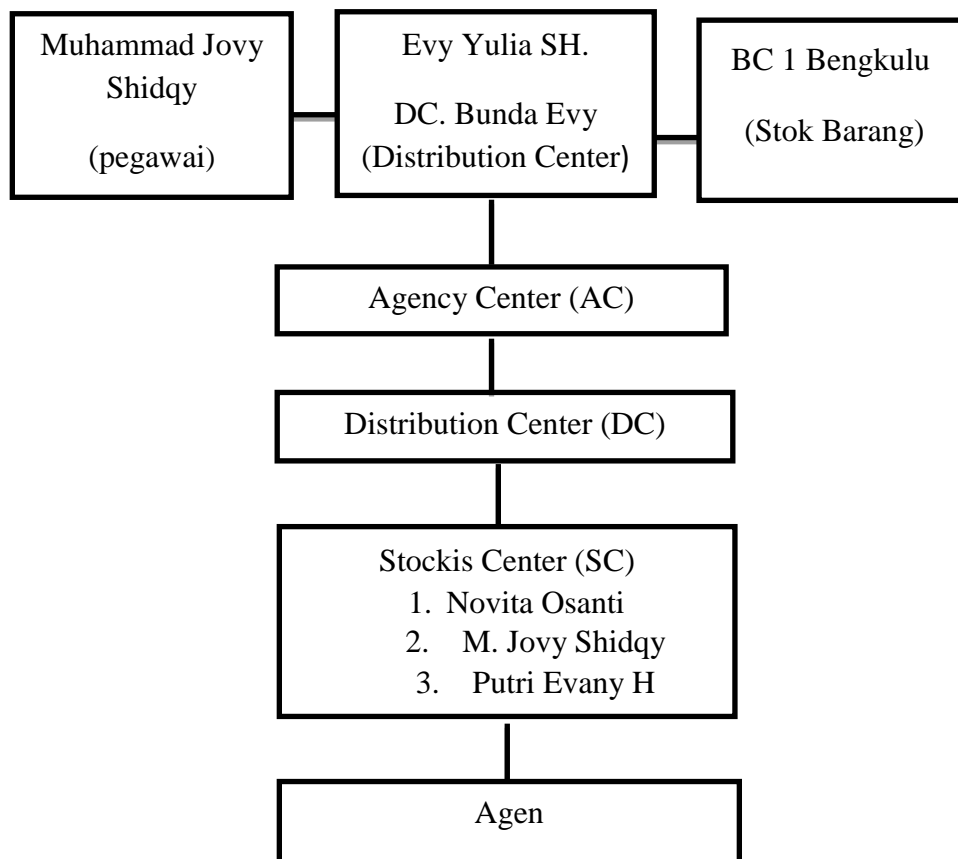 Muhammad Jovy
Shidqy
(pegawai)
Evy Yulia SH.
DC. Bunda Evy
(Distribution Center)
BC 1 Bengkulu
(Stok Barang)
Agency Center (AC)
Distribution Center (DC)
Stockis Center (SC)
1. Novita Osanti
2. M. Jovy Shidqy
3. Putri Evany H
Agen